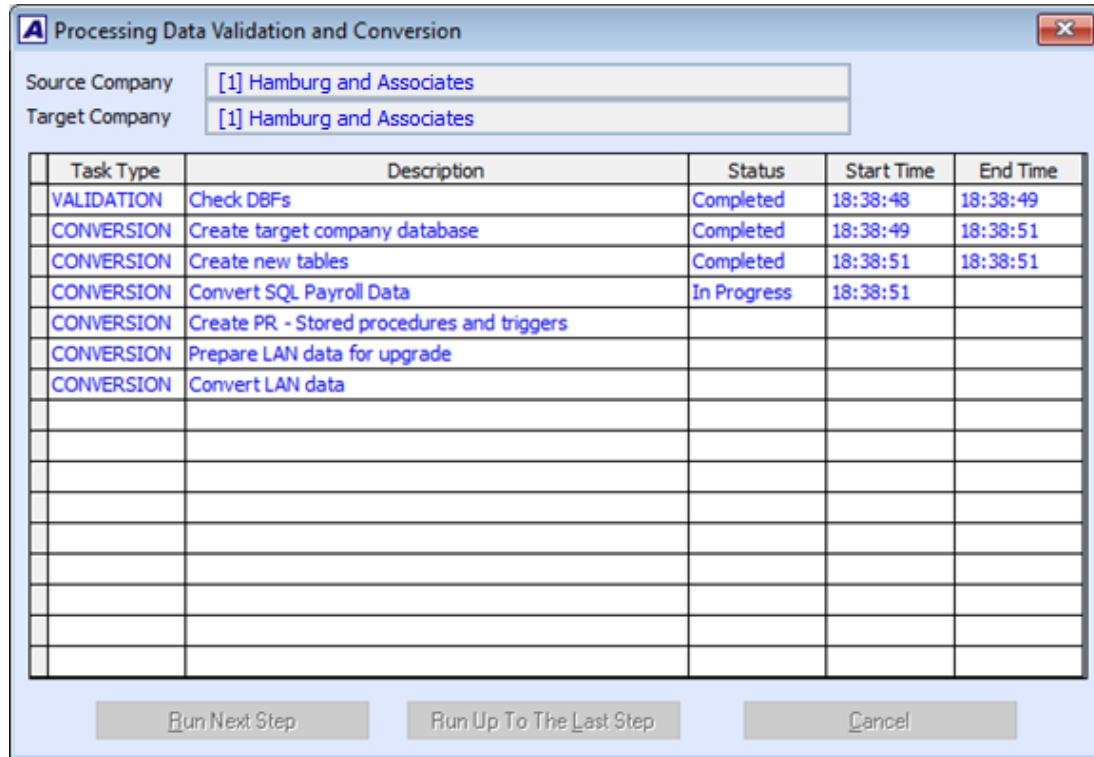 A Processing Data Validation and Conversion
Source Company [1] Hamburg and Associates
Target Company [1] Hamburg and Associates
Task Type Description Status Start Time End Time
VALIDATION Check DBFs Completed 18:38:48 18:38:49
CONVERSION Create target company database Completed 18:38:49 18:38:51
CONVERSION Create new tables Completed 18:38:51 18:38:51
CONVERSION Convert SQL Payroll Data In Progress 18:38:51
CONVERSION Create PR - Stored procedures and triggers
CONVERSION Prepare LAN data for upgrade
CONVERSION Convert LAN data
Run Next Step Run Up To The Last Step Cancel